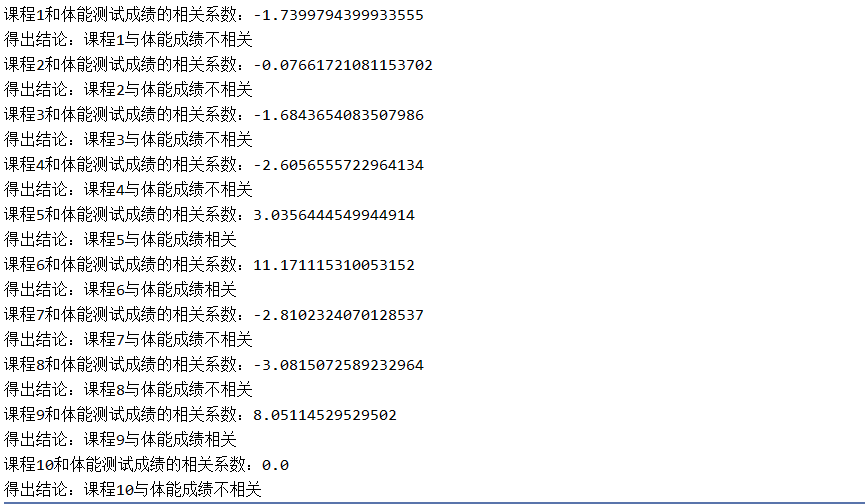 课程1和体能测试成绩的相关系数：-1.7399794399933555
得出结论：课程1与体能成绩不相关
课程2和体能测试成绩的相关系数：-0.07661721081153702
得出结论：课程2与体能成绩不相关
课程3和体能测试成绩的相关系数：-1.6843654083507986
得出结论：课程3与体能成绩不相关
课程4和体能测试成绩的相关系数：-2.6056555722964134
得出结论：课程4与体能成绩不相关
课程5和体能测试成绩的相关系数：3.0356444549944914
得出结论：课程5与体能成绩相关
课程6和体能测试成绩的相关系数：11.171115310053152
得出结论：课程6与体能成绩相关
课程7和体能测试成绩的相关系数：-2.8102324070128537
得出结论：课程7与体能成绩不相关
课程8和体能测试成绩的相关系数：-3.0815072589232964
得出结论：课程8与体能成绩不相关
课程9和体能测试成绩的相关系数：8.05114529529502
得出结论：课程9与体能成绩相关
课程10和体能测试成绩的相关系数：0.0
得出结论：课程10与体能成绩不相关